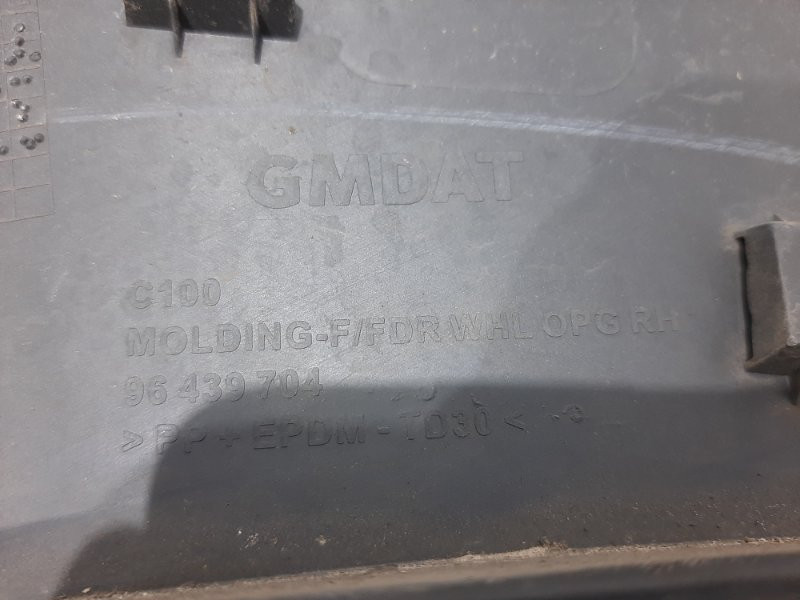 GMDAT
C100
MOLDING-F/FDR WHL OPG RH
96 439 704
>PP + EPDM - TD30<